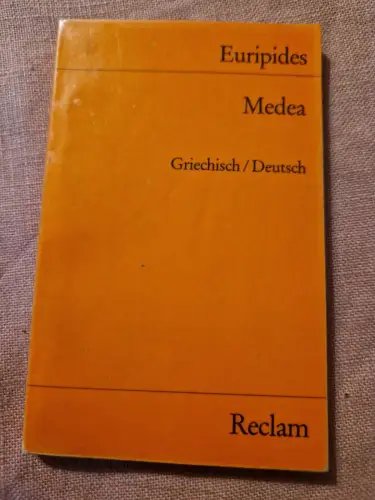 Euripides
Medea
Griechisch / Deutsch
Reclam